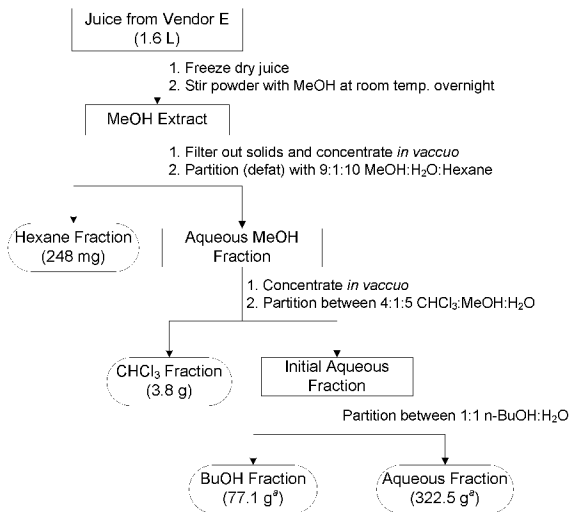 Juice from Vendor E
(1.6 L)
1. Freeze dry juice
2. Stir powder with MeOH at room temp. overnight
MeOH Extract
1. Filter out solids and concentrate in vaccuo
2. Partition (defat) with 9:1:10 MeOH:H₂O:Hexane
Hexane Fraction
(248 mg)
Aqueous MeOH
Fraction
1. Concentrate in vaccuo
2. Partition between 4:1:5 CHCl₃:MeOH:H₂O
CHCl₃ Fraction
(3.8 g)
Initial Aqueous
Fraction
Partition between 1:1 n-BuOH:H₂O
BuOH Fraction
(77.1 gᵃ)
Aqueous Fraction
(322.5 gᵃ)